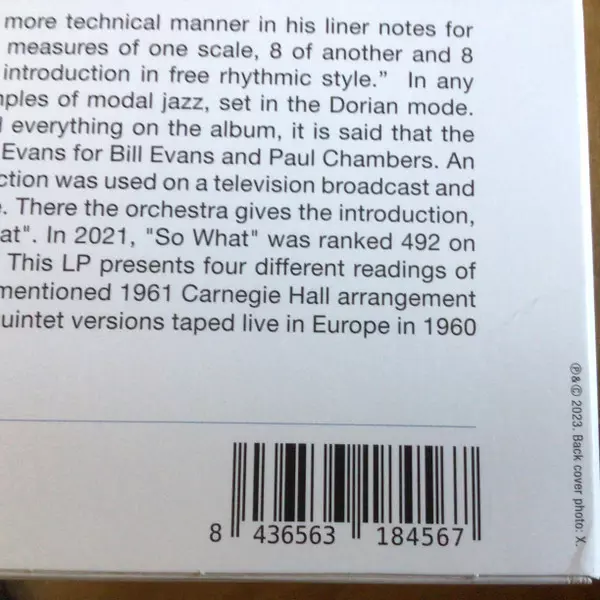 more technical manner in his liner notes for
measures of one scale, 8 of another and 8
introduction in free rhythmic style.” In any
ples of modal jazz, set in the Dorian mode.
everything on the album, it is said that the
Evans for Bill Evans and Paul Chambers. An
ction was used on a television broadcast and
. There the orchestra gives the introduction,
at". In 2021, "So What" was ranked 492 on
This LP presents four different readings of
mentioned 1961 Carnegie Hall arrangement
uintet versions taped live in Europe in 1960
8 436563 184567
℗&© 2023. Back cover photo: X.